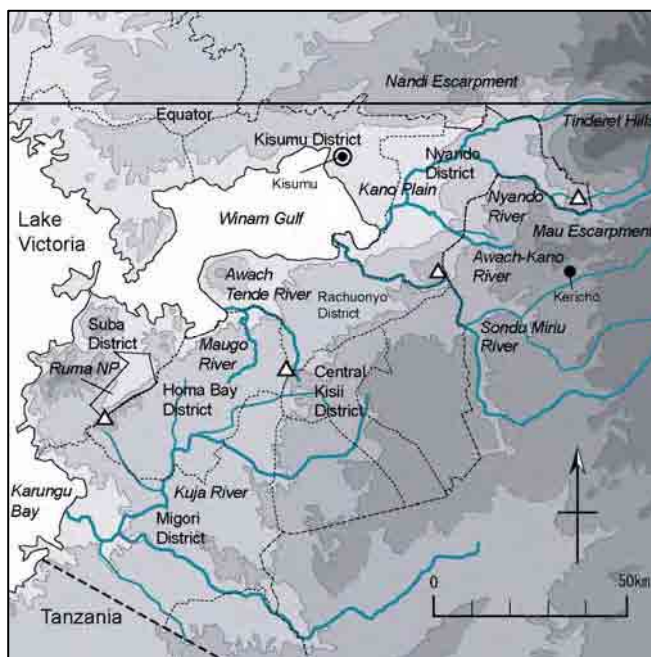 Nandi Escarpment
Equator
Tinderet Hills
Kisumu District
Kisumu
Nyando
District
Kano Plain
Lake
Victoria
Winam Gulf
Nyando
River
Mau Escarpment
Awach
Tende River
Awach-Kano
River
Kericho
Rachuonyo
District
Suba
District
Maugo
River
Sondu Miriu
River
Ruma NP
Homa Bay
District
Central
Kisii
District
Karungu
Bay
Kuja River
Migori
District
Tanzania
0 50km